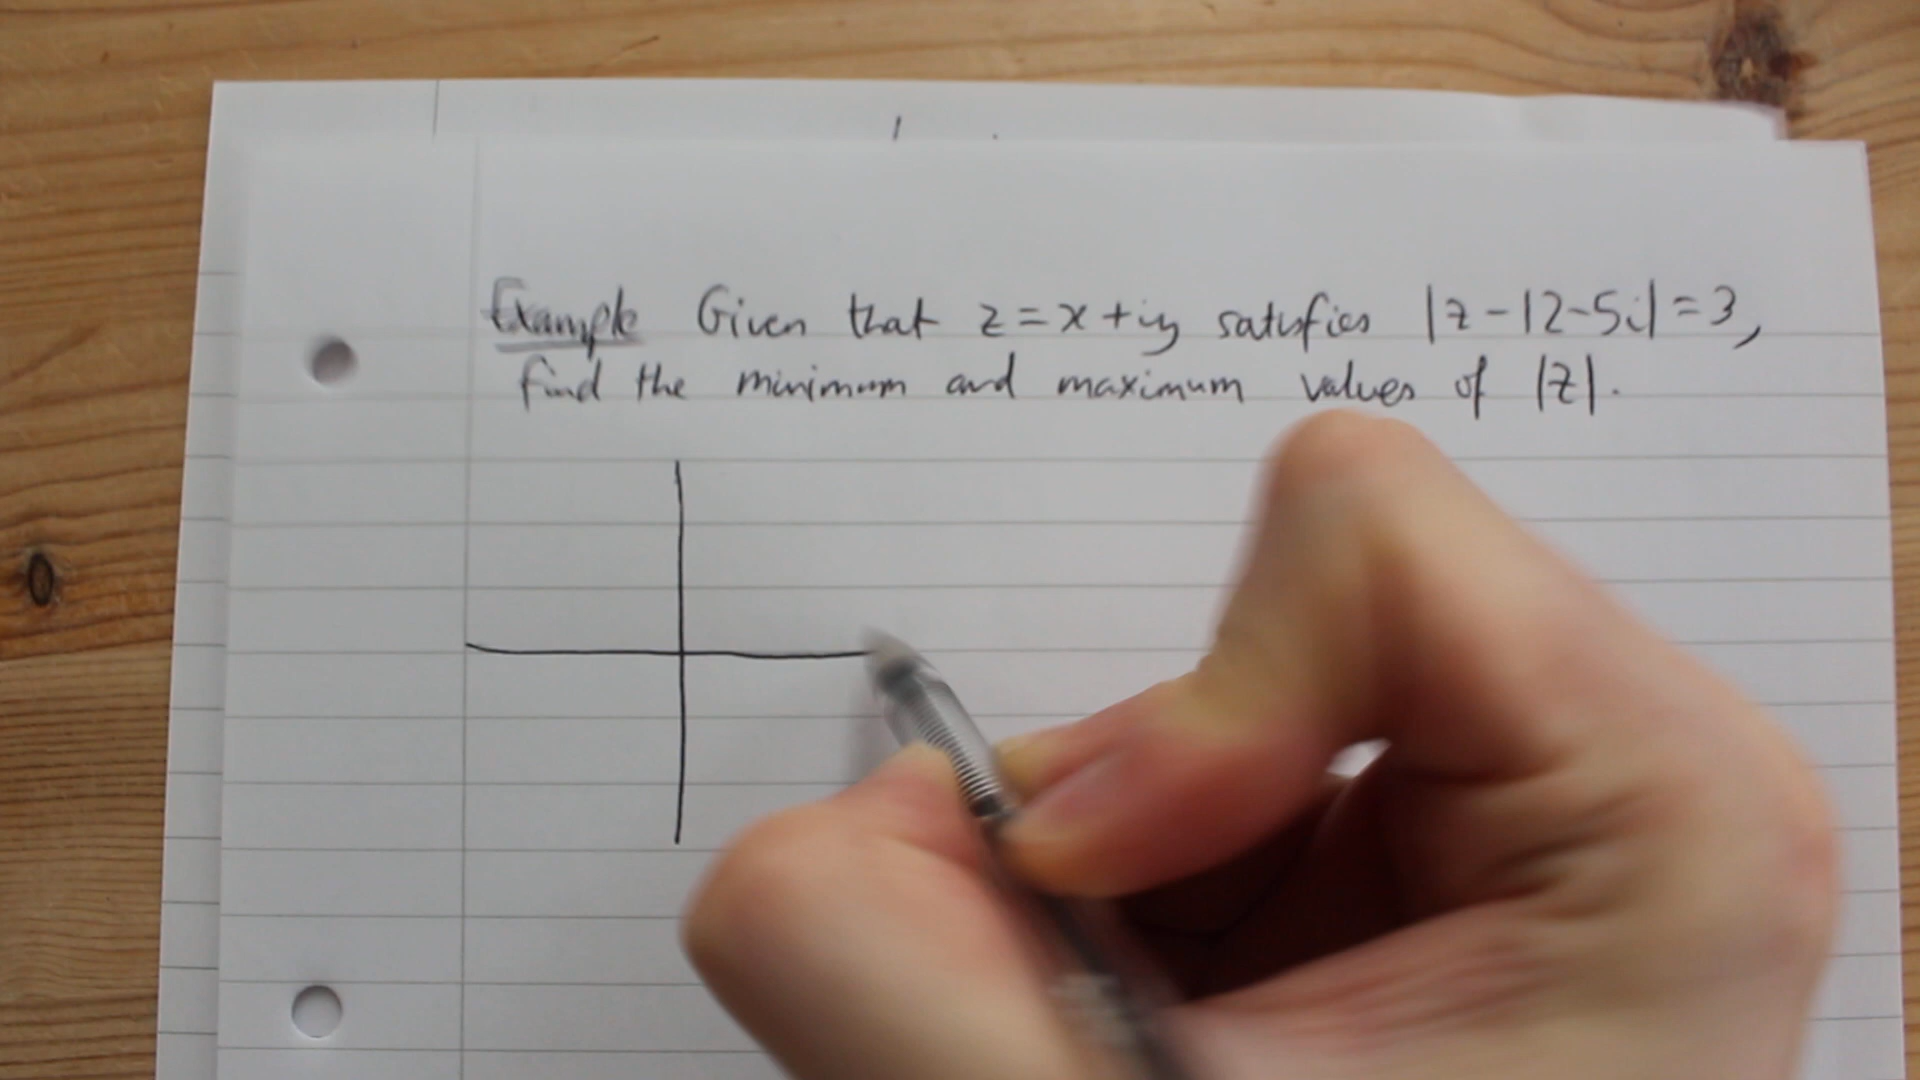 Example Given that z = x + iy satisfies |z - 12 - 5i| = 3,
find the minimum and maximum values of |z|.